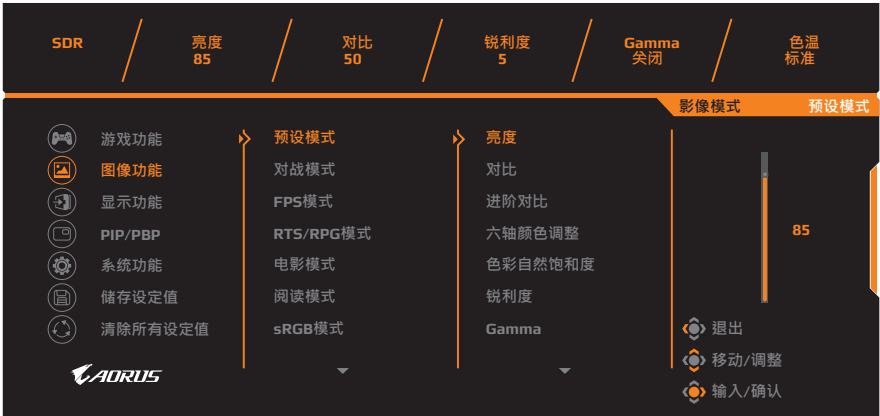 SDR 亮度 对比 锐利度 Gamma 色温
85 50 5 关闭 标准
影像模式 预设模式
游戏功能 预设模式 亮度
图像功能 对战模式 对比
显示功能 FPS模式 进阶对比
PIP/PBP RTS/RPG模式 六轴颜色调整
85
系统功能 电影模式 色彩自然饱和度
储存设定值 阅读模式 锐利度
清除所有设定值 sRGB模式 Gamma
退出
移动/调整
AORUS
输入/确认